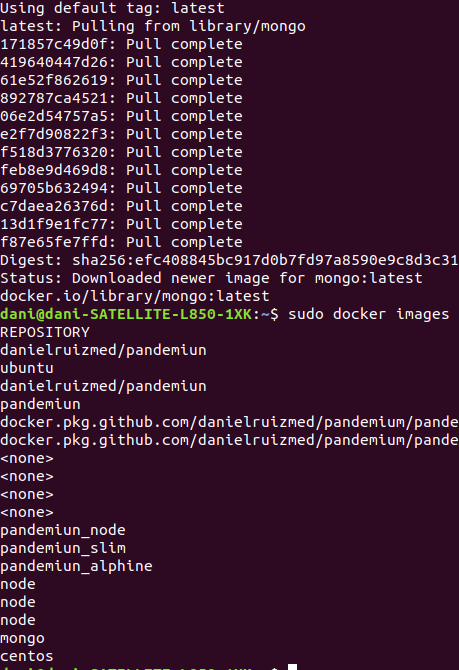 Using default tag: latest
latest: Pulling from library/mongo
171857c49d0f: Pull complete
419640447d26: Pull complete
61e52f862619: Pull complete
892787ca4521: Pull complete
06e2d54757a5: Pull complete
e2f7d90822f3: Pull complete
f518d3776320: Pull complete
feb8e9d469d8: Pull complete
69705b632494: Pull complete
c7daea26376d: Pull complete
13d1f9e1fc77: Pull complete
f87e65fe7ffd: Pull complete
Digest: sha256:efc408845bc917d0b7fd97a8590e9c8d3c31
Status: Downloaded newer image for mongo:latest
docker.io/library/mongo:latest
dani@dani-SATELLITE-L850-1XK:~$ sudo docker images
REPOSITORY
danielruizmed/pandemiun
ubuntu
danielruizmed/pandemiun
pandemiun
docker.pkg.github.com/danielruizmed/pandemium/pande
docker.pkg.github.com/danielruizmed/pandemium/pande
<none>
<none>
<none>
<none>
pandemiun_node
pandemiun_slim
pandemiun_alphine
node
node
node
mongo
centos